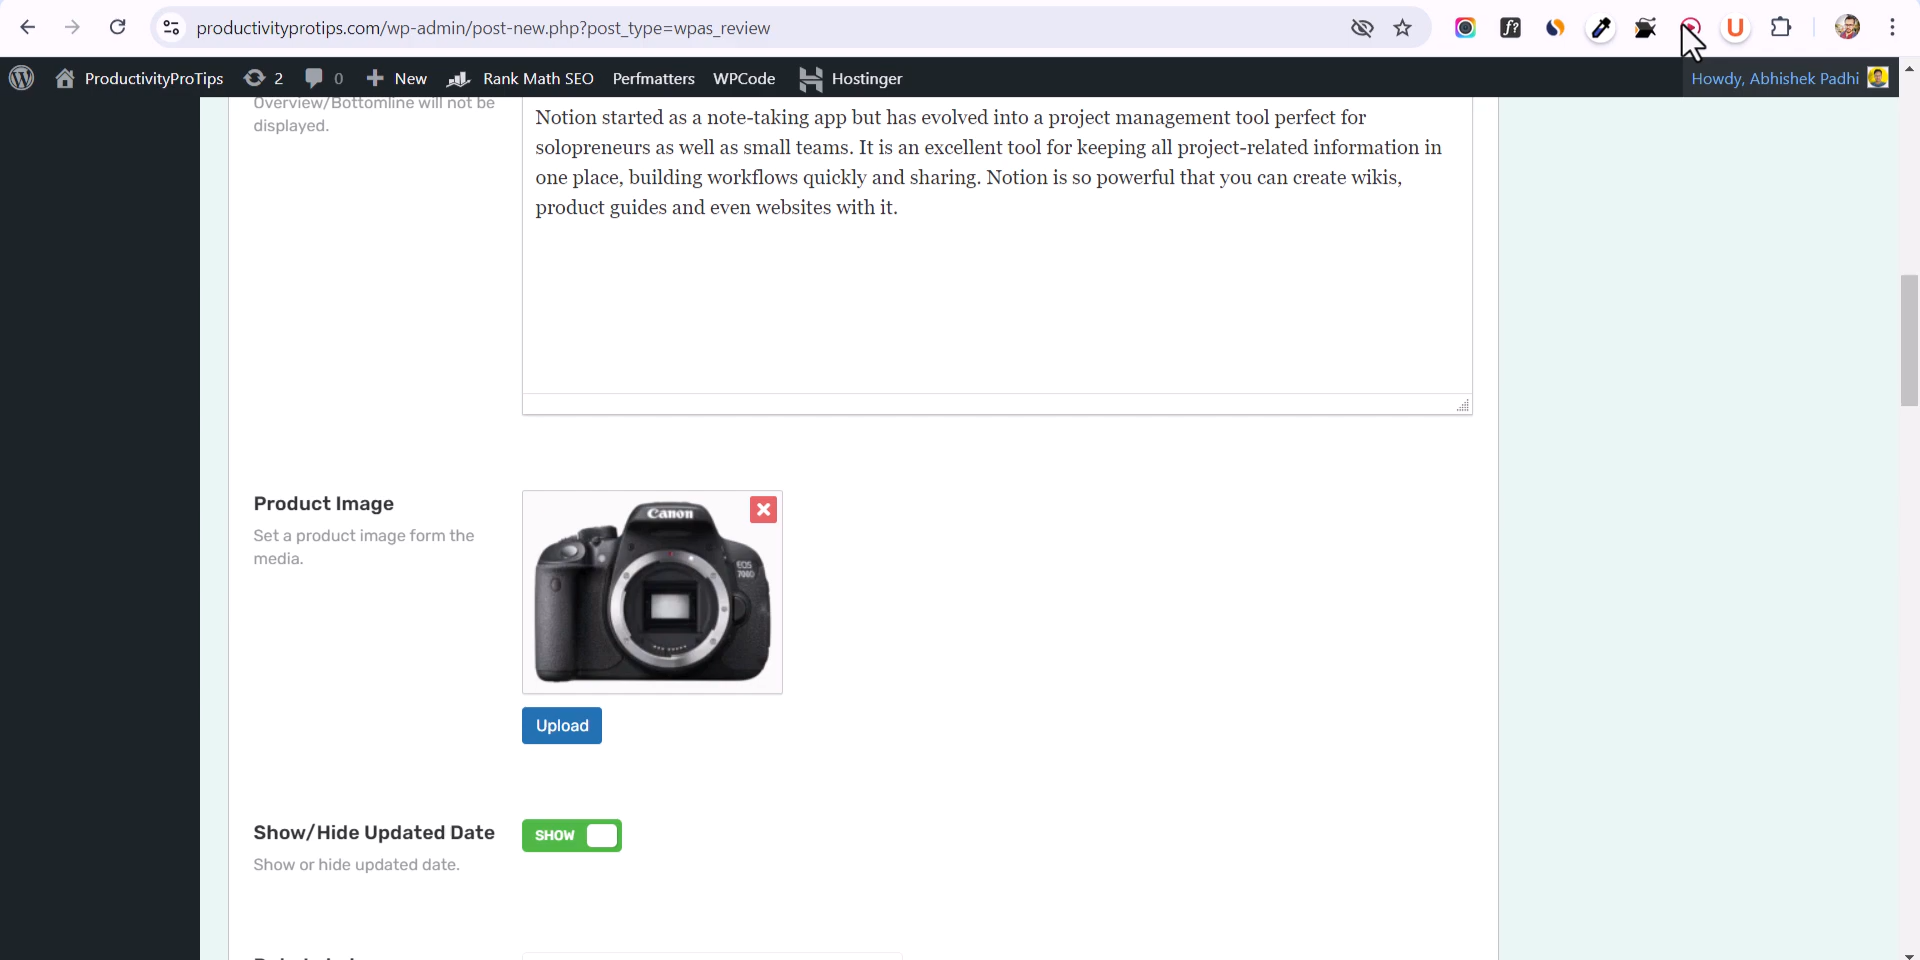 productivityprotips.com/wp-admin/post-new.php?post_type=wpas_review
ProductivityProTips 2 0 New Rank Math SEO Perfmatters WPCode Hostinger Howdy, Abhishek Padhi
Overview/Bottomline will not be
displayed.
Notion started as a note-taking app but has evolved into a project management tool perfect for
solopreneurs as well as small teams. It is an excellent tool for keeping all project-related information in
one place, building workflows quickly and sharing. Notion is so powerful that you can create wikis,
product guides and even websites with it.
Product Image
Set a product image form the
media.
Canon
EOS
700D
Upload
Show/Hide Updated Date
SHOW
Show or hide updated date.